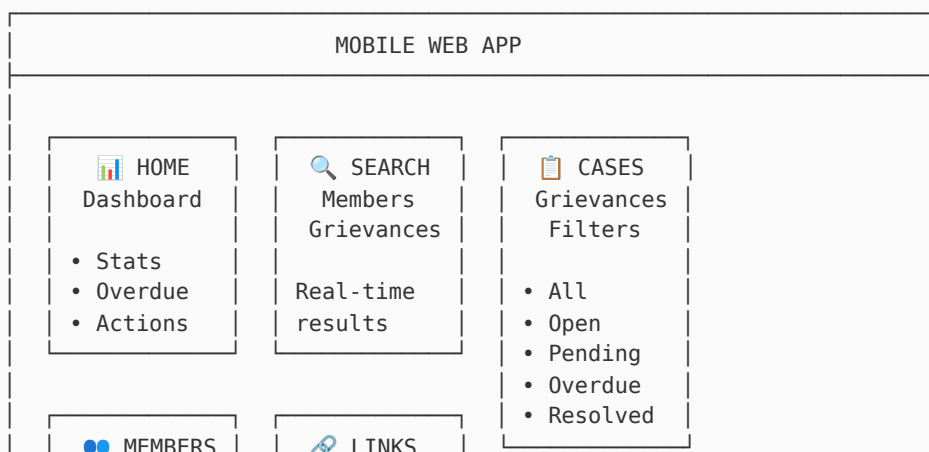 MOBILE WEB APP
📊 HOME
Dashboard
• Stats
• Overdue
• Actions
🔍 SEARCH
Members
Grievances
Real-time
results
📋 CASES
Grievances
Filters
• All
• Open
• Pending
• Overdue
• Resolved
👥 MEMBERS
🔗 LINKS